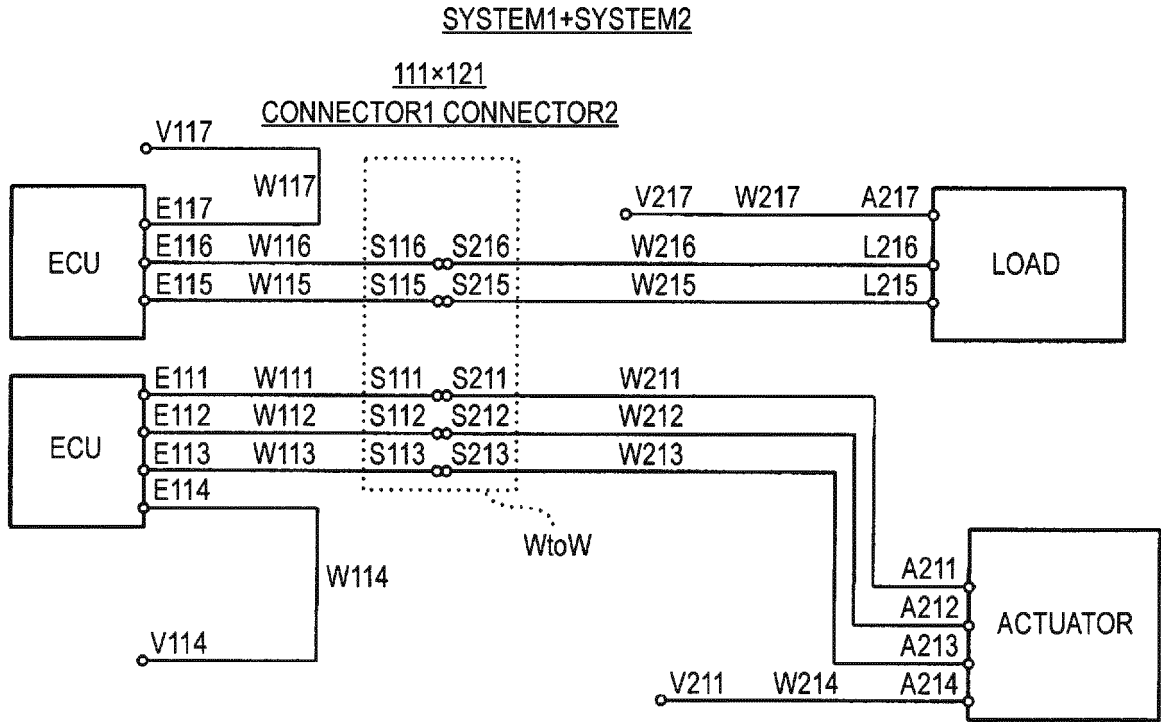 SYSTEM1+SYSTEM2
111×121
CONNECTOR1 CONNECTOR2
V117
W117
E117
V217 W217 A217
E116 W116 S116 S216 W216 L216
ECU
LOAD
E115 W115 S115 S215 W215 L215
E111 W111 S111 S211 W211
E112 W112 S112 S212 W212
ECU
E113 W113 S113 S213 W213
E114
WtoW
W114
A211
A212
ACTUATOR
V114
A213
V211 W214 A214